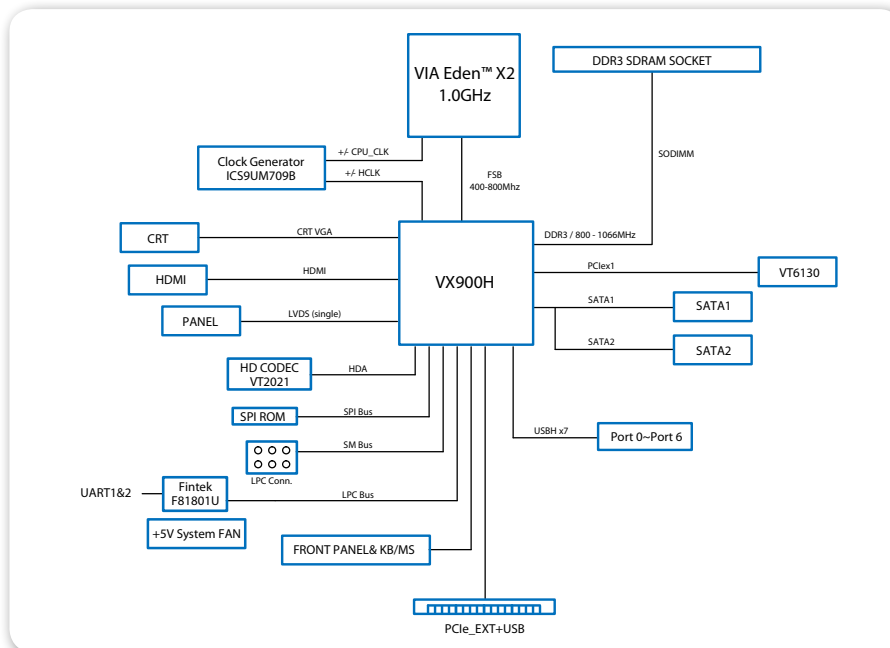 VIA Eden™ X2
1.0GHz
DDR3 SDRAM SOCKET
+/- CPU_CLK
Clock Generator
ICS9UM709B
+/- HCLK
FSB
400-800Mhz
SODIMM
CRT
CRT VGA
DDR3 / 800 - 1066MHz
HDMI
HDMI
VX900H
PCIex1
VT6130
PANEL
LVDS (single)
SATA1
SATA1
SATA2
SATA2
HD CODEC
VT2021
HDA
SPI ROM
SPI Bus
USBH x7
Port 0~Port 6
SM Bus
LPC Conn.
UART1&2
Fintek
F81801U
LPC Bus
+5V System FAN
FRONT PANEL& KB/MS
PCIe_EXT+USB